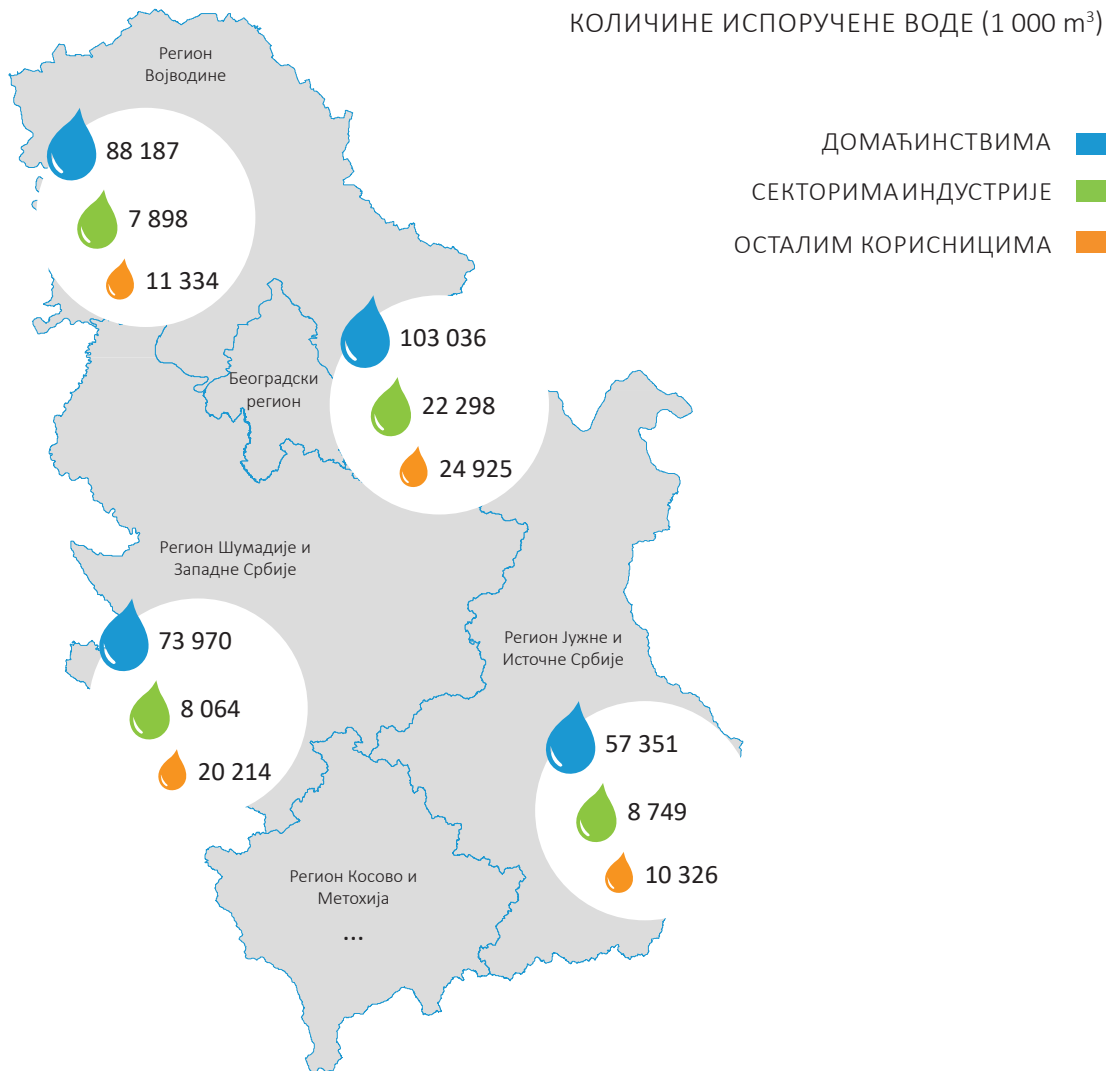 КОЛИЧИНЕ ИСПОРУЧЕНЕ ВОДЕ (1 000 m³)
ДОМАЋИНСТВИМА
СЕКТОРИМА ИНДУСТРИЈЕ
ОСТАЛИМ КОРИСНИЦИМА
Регион
Војводине
88 187
7 898
11 334
Београдски
регион
103 036
22 298
24 925
Регион Шумадије и
Западне Србије
73 970
8 064
20 214
Регион Јужне и
Источне Србије
57 351
8 749
10 326
Регион Косово и
Метохија
...